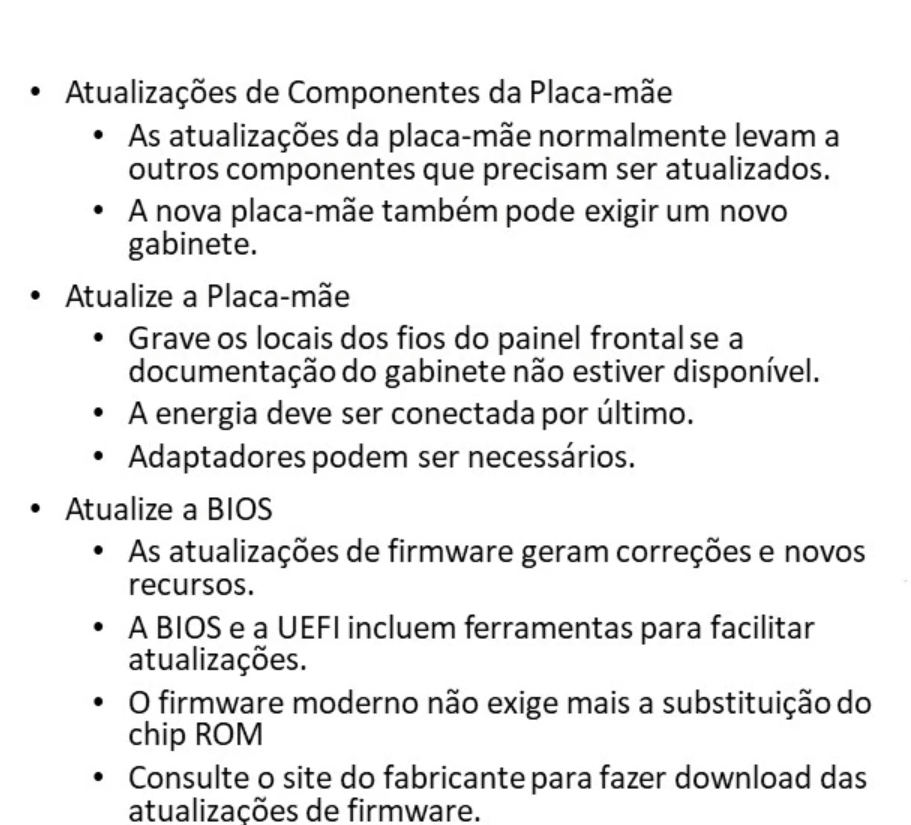 • Atualizações de Componentes da Placa-mãe
• As atualizações da placa-mãe normalmente levam a
outros componentes que precisam ser atualizados.
• A nova placa-mãe também pode exigir um novo
gabinete.
• Atualize a Placa-mãe
• Grave os locais dos fios do painel frontal se a
documentação do gabinete não estiver disponível.
• A energia deve ser conectada por último.
• Adaptadores podem ser necessários.
• Atualize a BIOS
• As atualizações de firmware geram correções e novos
recursos.
• A BIOS e a UEFI incluem ferramentas para facilitar
atualizações.
• O firmware moderno não exige mais a substituição do
chip ROM
• Consulte o site do fabricante para fazer download das
atualizações de firmware.